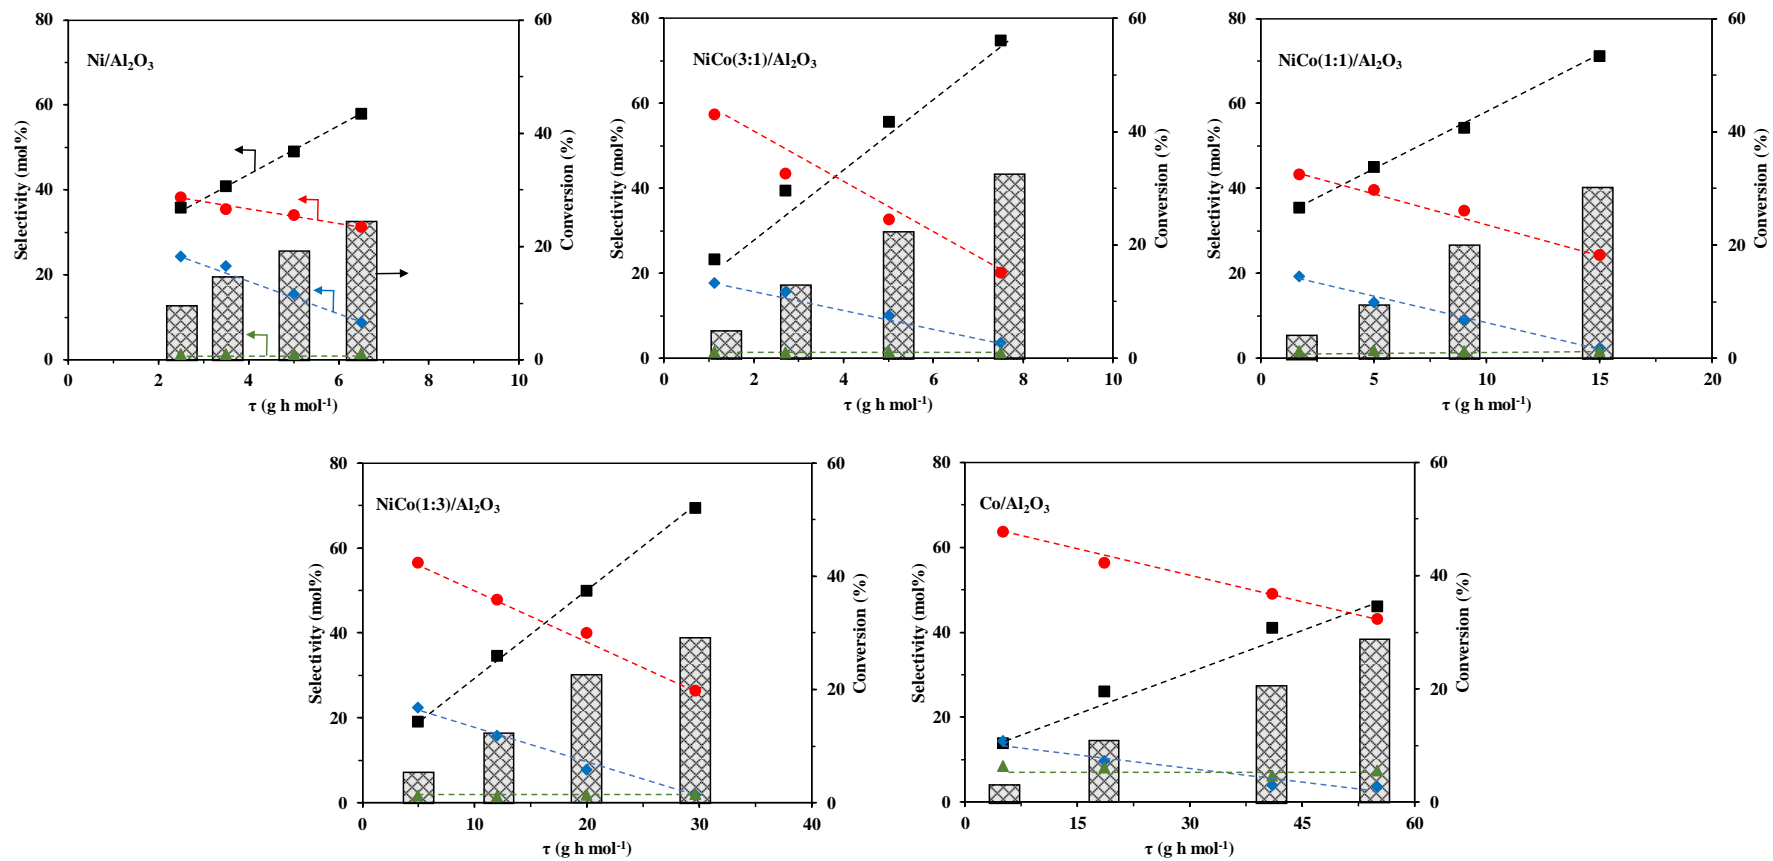 80
60
40
20
0
Selectivity (mol%)
Ni/Al₂O₃
60
40
20
0
Conversion (%)
0 2 4 6 8 10
τ (g h mol⁻¹)
80
60
40
20
0
Selectivity (mol%)
NiCo(3:1)/Al₂O₃
60
40
20
0
Conversion (%)
0 2 4 6 8 10
τ (g h mol⁻¹)
80
60
40
20
0
Selectivity (mol%)
NiCo(1:1)/Al₂O₃
60
40
20
0
Conversion (%)
0 5 10 15 20
τ (g h mol⁻¹)
80
60
40
20
0
Selectivity (mol%)
NiCo(1:3)/Al₂O₃
60
40
20
0
Conversion (%)
0 10 20 30 40
τ (g h mol⁻¹)
80
60
40
20
0
Selectivity (mol%)
Co/Al₂O₃
60
40
20
0
Conversion (%)
0 15 30 45 60
τ (g h mol⁻¹)